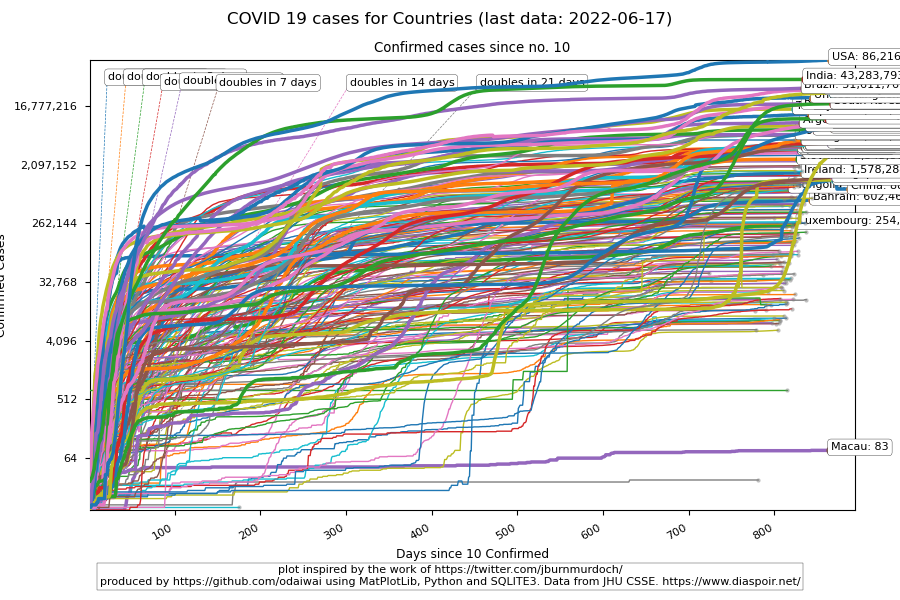 COVID 19 cases for Countries (last data: 2022-06-17)
Confirmed cases since no. 10
USA: 86,216
doubles in 7 days
doubles in 14 days
doubles in 21 days
India: 43,283,793
16,777,216
2,097,152
Ireland: 1,578,28
China:
Bahrain: 602,46
262,144
uxembourg: 254,
Confirmed Cases
32,768
4,096
512
Macau: 83
64
100
200
300
400
500
600
700
800
Days since 10 Confirmed
plot inspired by the work of https://twitter.com/jburnmurdoch/
produced by https://github.com/odaiwai using MatPlotLib, Python and SQLITE3. Data from JHU CSSE. https://www.diaspoir.net/